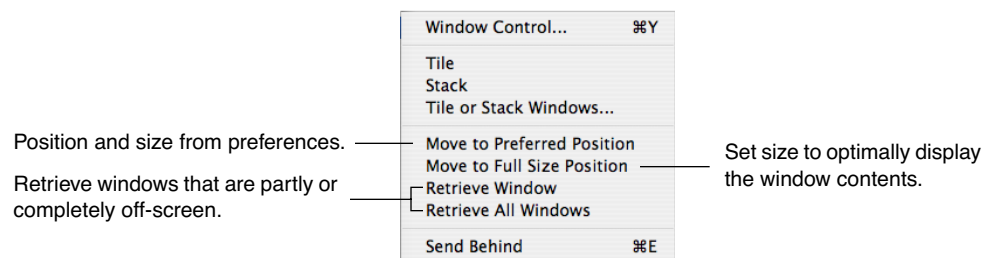 Window Control... ⌘Y
Tile
Stack
Tile or Stack Windows...
Position and size from preferences.
Move to Preferred Position
Move to Full Size Position
Set size to optimally display
the window contents.
Retrieve windows that are partly or
completely off-screen.
Retrieve Window
Retrieve All Windows
Send Behind ⌘E